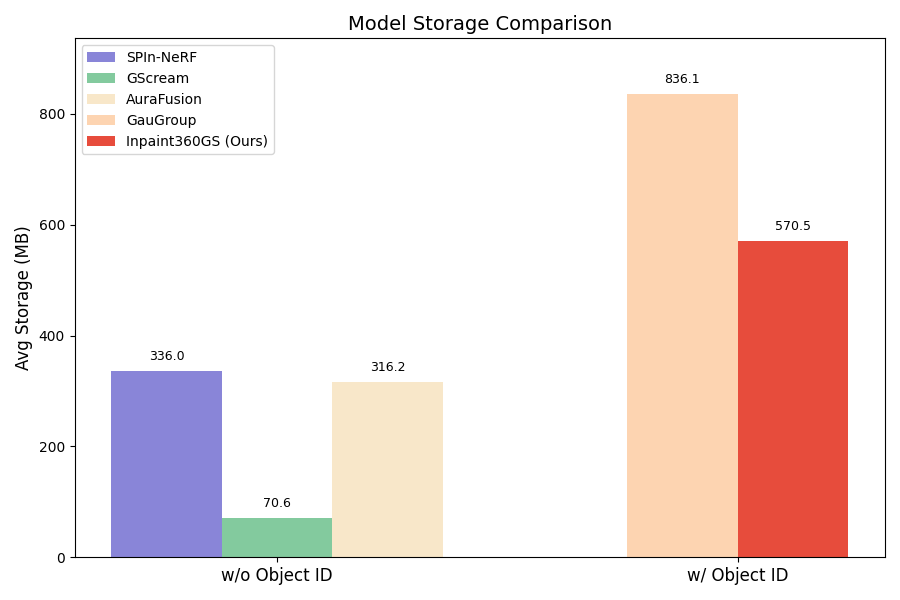 Model Storage Comparison
SPIn-NeRF
GScream
AuraFusion
GauGroup
Inpaint360GS (Ours)
Avg Storage (MB)
800
600
400
200
0
336.0
70.6
316.2
836.1
570.5
w/o Object ID
w/ Object ID